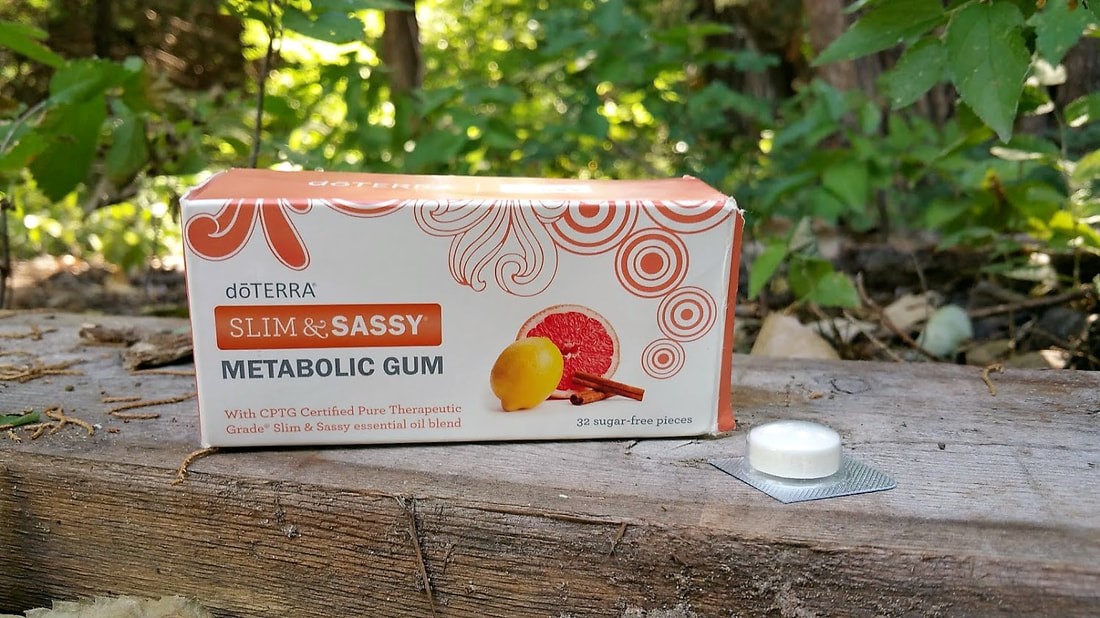 dōTERRA
dōTERRA®
SLIM & SASSY®
METABOLIC GUM
With CPTG Certified Pure Therapeutic
Grade® Slim & Sassy essential oil blend
32 sugar-free pieces